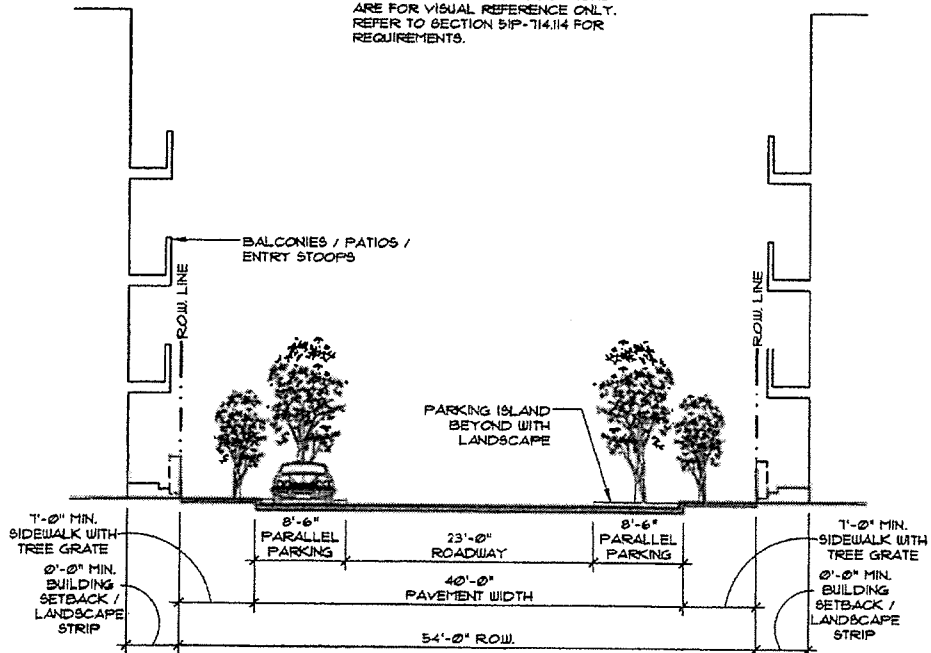 ARE FOR VISUAL REFERENCE ONLY.
REFER TO SECTION 51P-714.114 FOR
REQUIREMENTS.
BALCONIES / PATIOS /
ENTRY STOOPS
R.O.W. LINE
R.O.W. LINE
PARKING ISLAND
BEYOND WITH
LANDSCAPE
7'-0" MIN.
SIDEWALK WITH
TREE GRATE
0'-0" MIN.
BUILDING
SETBACK /
LANDSCAPE
STRIP
8'-6"
PARALLEL
PARKING
23'-0"
ROADWAY
8'-6"
PARALLEL
PARKING
40'-0"
PAVEMENT WIDTH
54'-0" R.O.W.
7'-0" MIN.
SIDEWALK WITH
TREE GRATE
0'-0" MIN.
BUILDING
SETBACK /
LANDSCAPE
STRIP